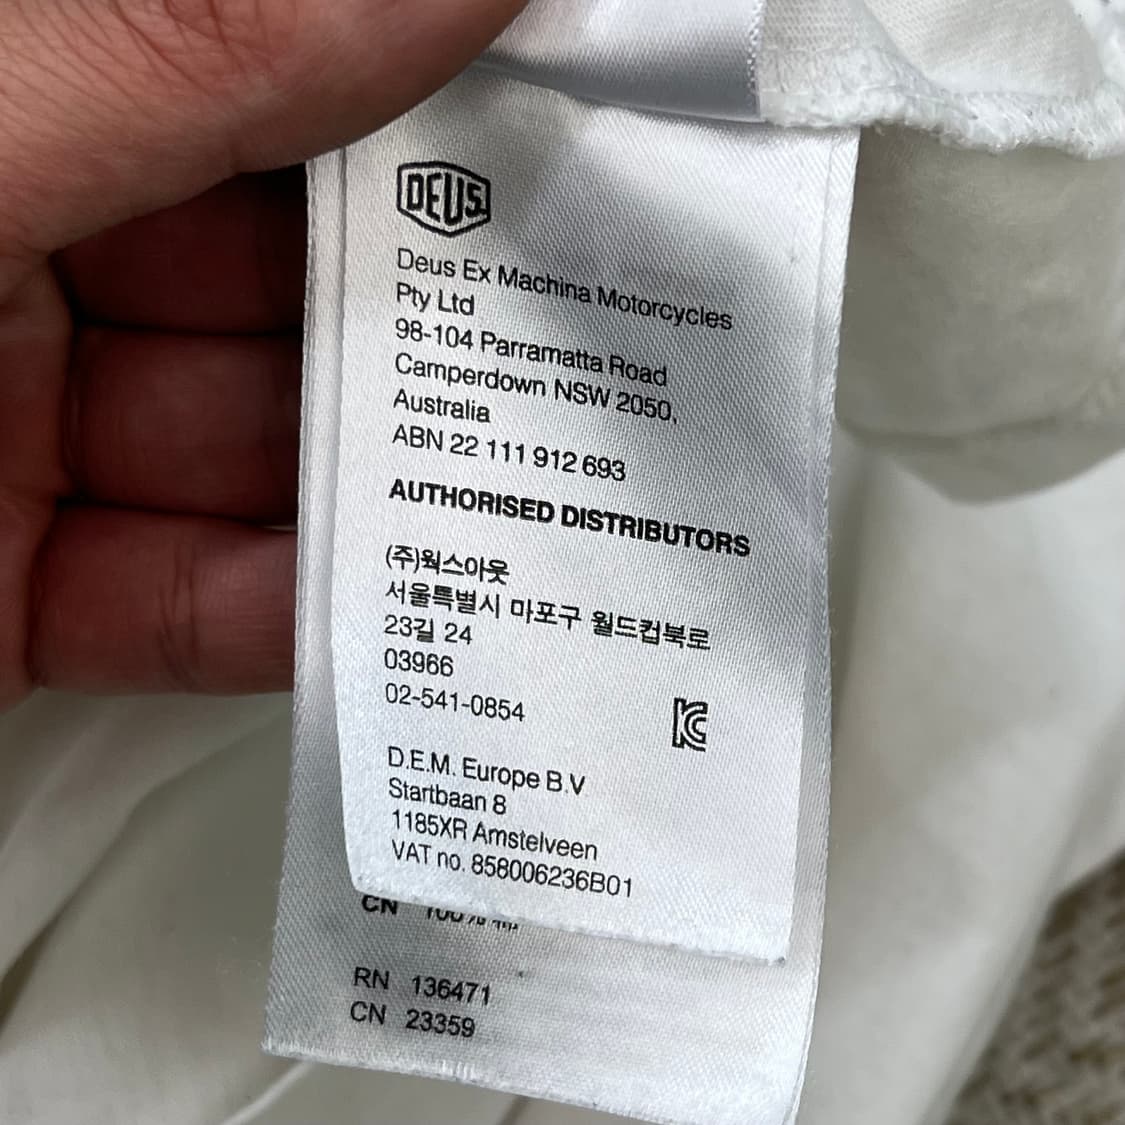 DEUS.
Deus Ex Machina Motorcycles
Pty Ltd
98-104 Parramatta Road
Camperdown NSW 2050,
Australia
ABN 22 111 912 693
AUTHORISED DISTRIBUTORS
(주)웍스아웃
서울특별시 마포구 월드컵북로
23길 24
03966
02-541-0854
D.E.M. Europe B.V
Startbaan 8
1185XR Amstelveen
VAT no. 858006236B01
CN 100%
RN 136471
CN 23359